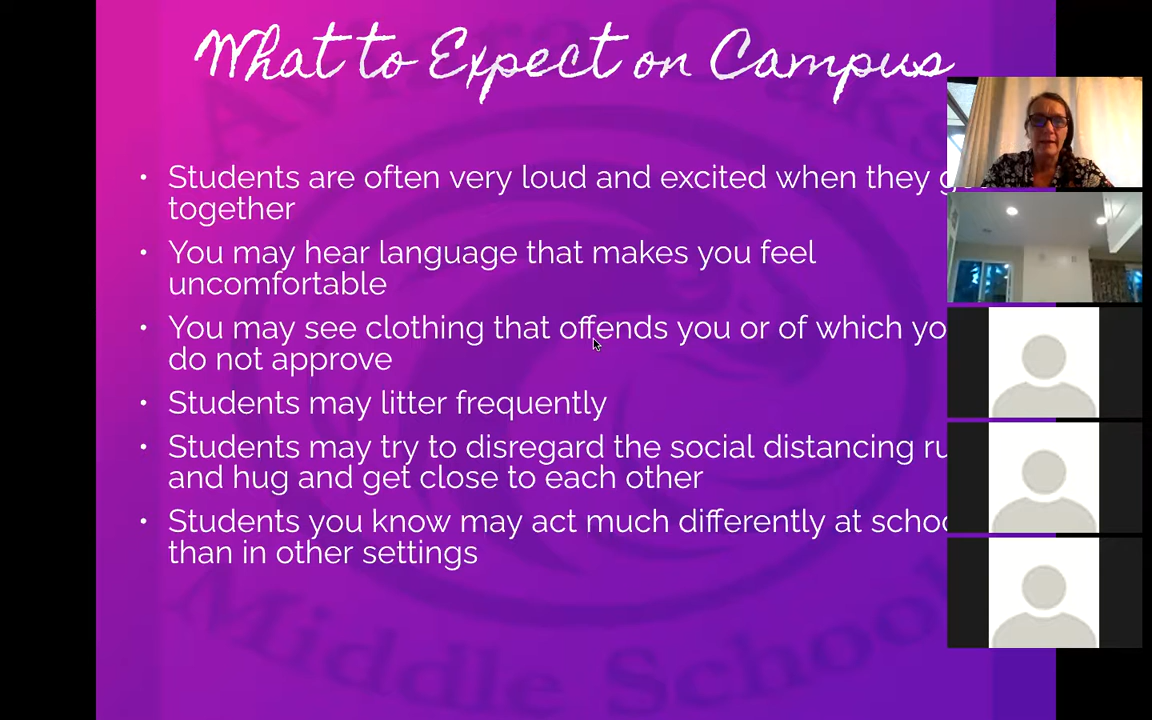 What to Expect on Campus
• Students are often very loud and excited when they
together
• You may hear language that makes you feel
uncomfortable
• You may see clothing that offends you or of which
do not approve
• Students may litter frequently
• Students may try to disregard the social distancing
and hug and get close to each other
• Students you know may act much differently at
than in other settings
Aviara Oaks
Middle School